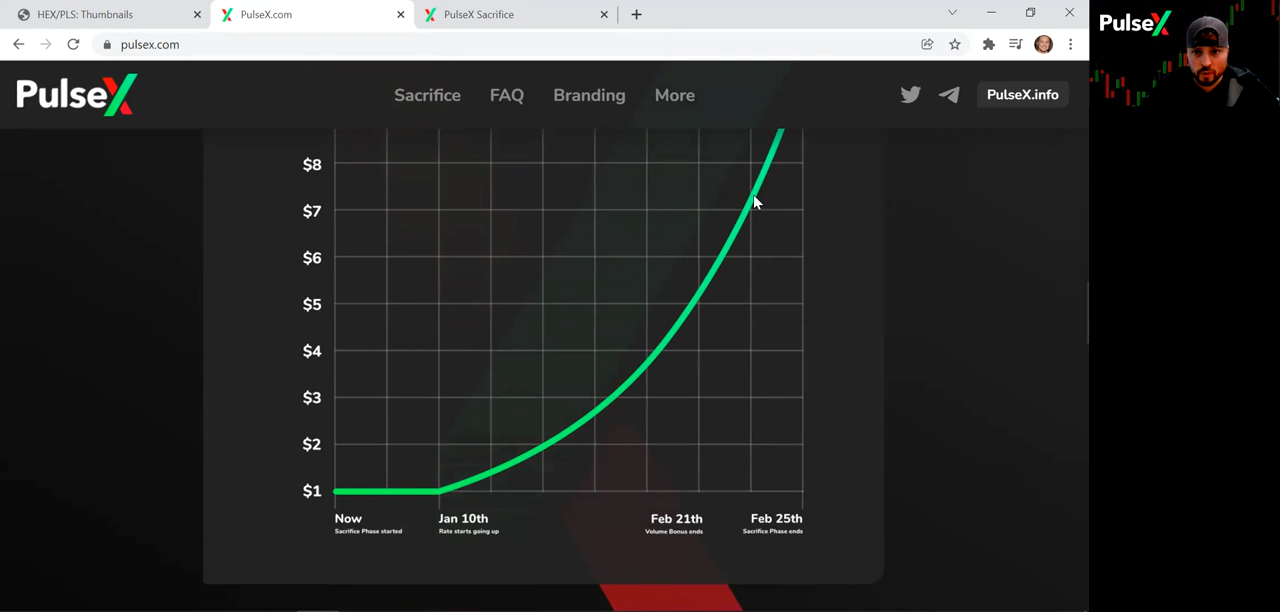 HEX/PLS: Thumbnails
PulseX.com
PulseX Sacrifice
pulsex.com
PulseX
PulseX
Sacrifice
FAQ
Branding
More
PulseX.info
$8
$7
$6
$5
$4
$3
$2
$1
Now
Jan 10th
Feb 21th
Feb 25th
Sacrifice Phase started
Rate starts going up
Volume Bonus ends
Sacrifice Phase ends